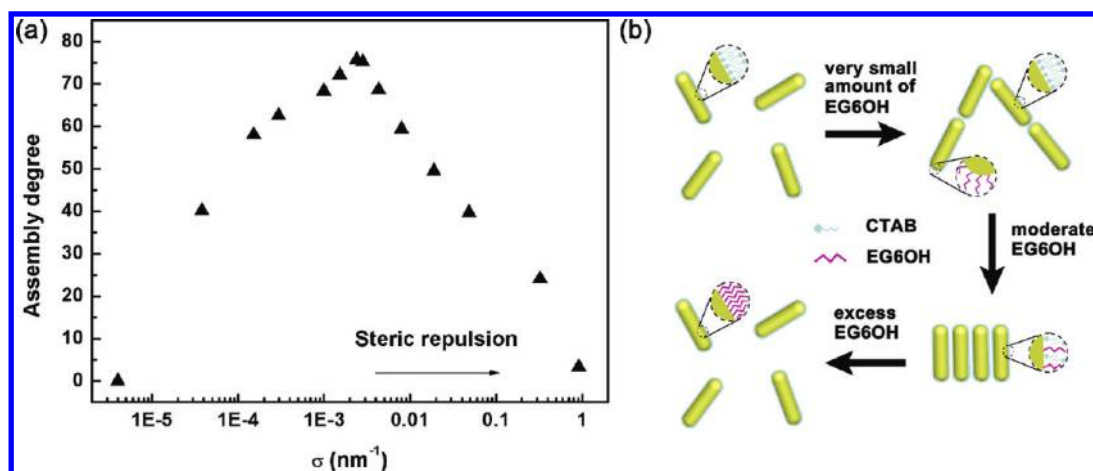 (a)
80
70
60
50
40
30
20
10
0
Assembly degree
Steric repulsion
1E-5
1E-4
1E-3
0.01
0.1
1
σ (nm⁻¹)
(b)
very small
amount of
EG6OH
CTAB
EG6OH
moderate
EG6OH
excess
EG6OH